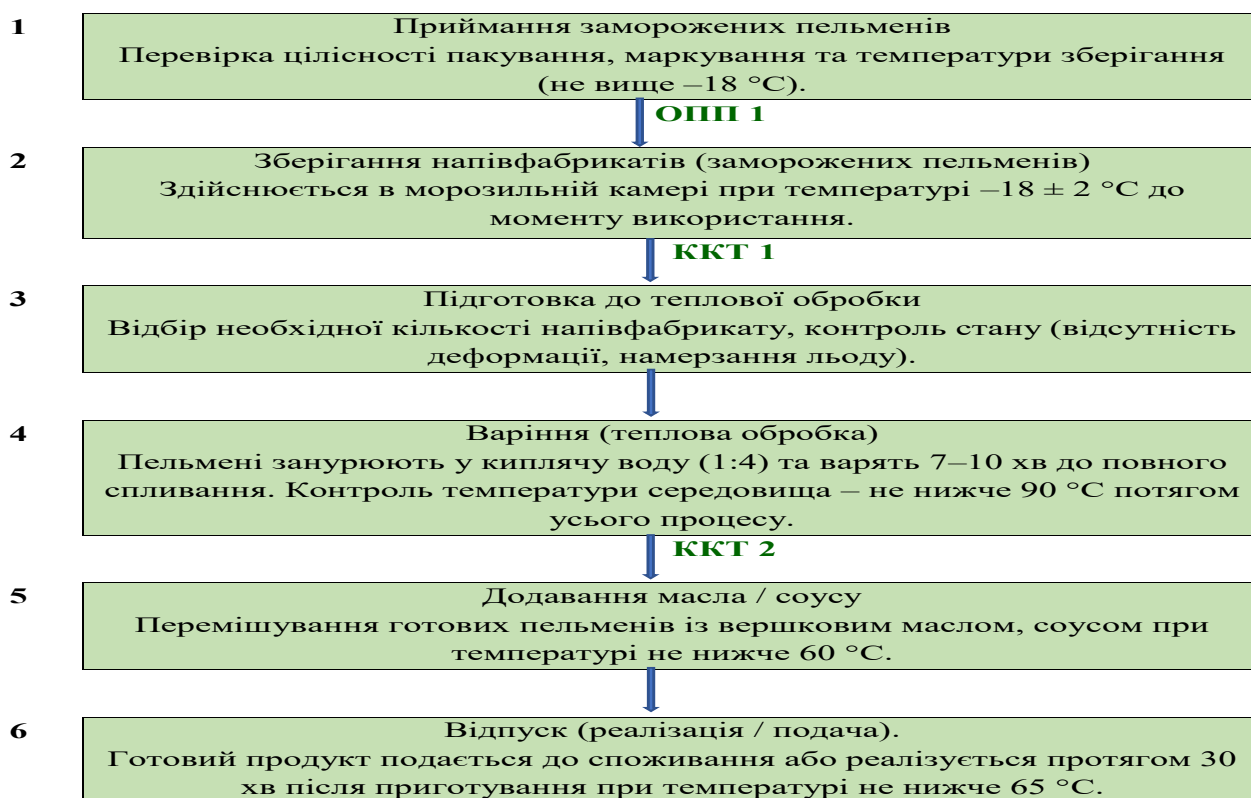 1
Приймання заморожених пельменів
Перевірка цілісності пакування, маркування та температури зберігання
(не вище –18 °C).
ОПП 1
2
Зберігання напівфабрикатів (заморожених пельменів)
Здійснюється в морозильній камері при температурі –18 ± 2 °C до
моменту використання.
ККТ 1
3
Підготовка до теплової обробки
Відбір необхідної кількості напівфабрикату, контроль стану (відсутність
деформації, намерзання льоду).
4
Варіння (теплова обробка)
Пельмені занурюють у киплячу воду (1:4) та варять 7–10 хв до повного
спливання. Контроль температури середовища – не нижче 90 °C потягом
усього процесу.
ККТ 2
5
Додавання масла / соусу
Перемішування готових пельменів із вершковим маслом, соусом при
температурі не нижче 60 °C.
6
Відпуск (реалізація / подача).
Готовий продукт подається до споживання або реалізується протягом 30
хв після приготування при температурі не нижче 65 °C.